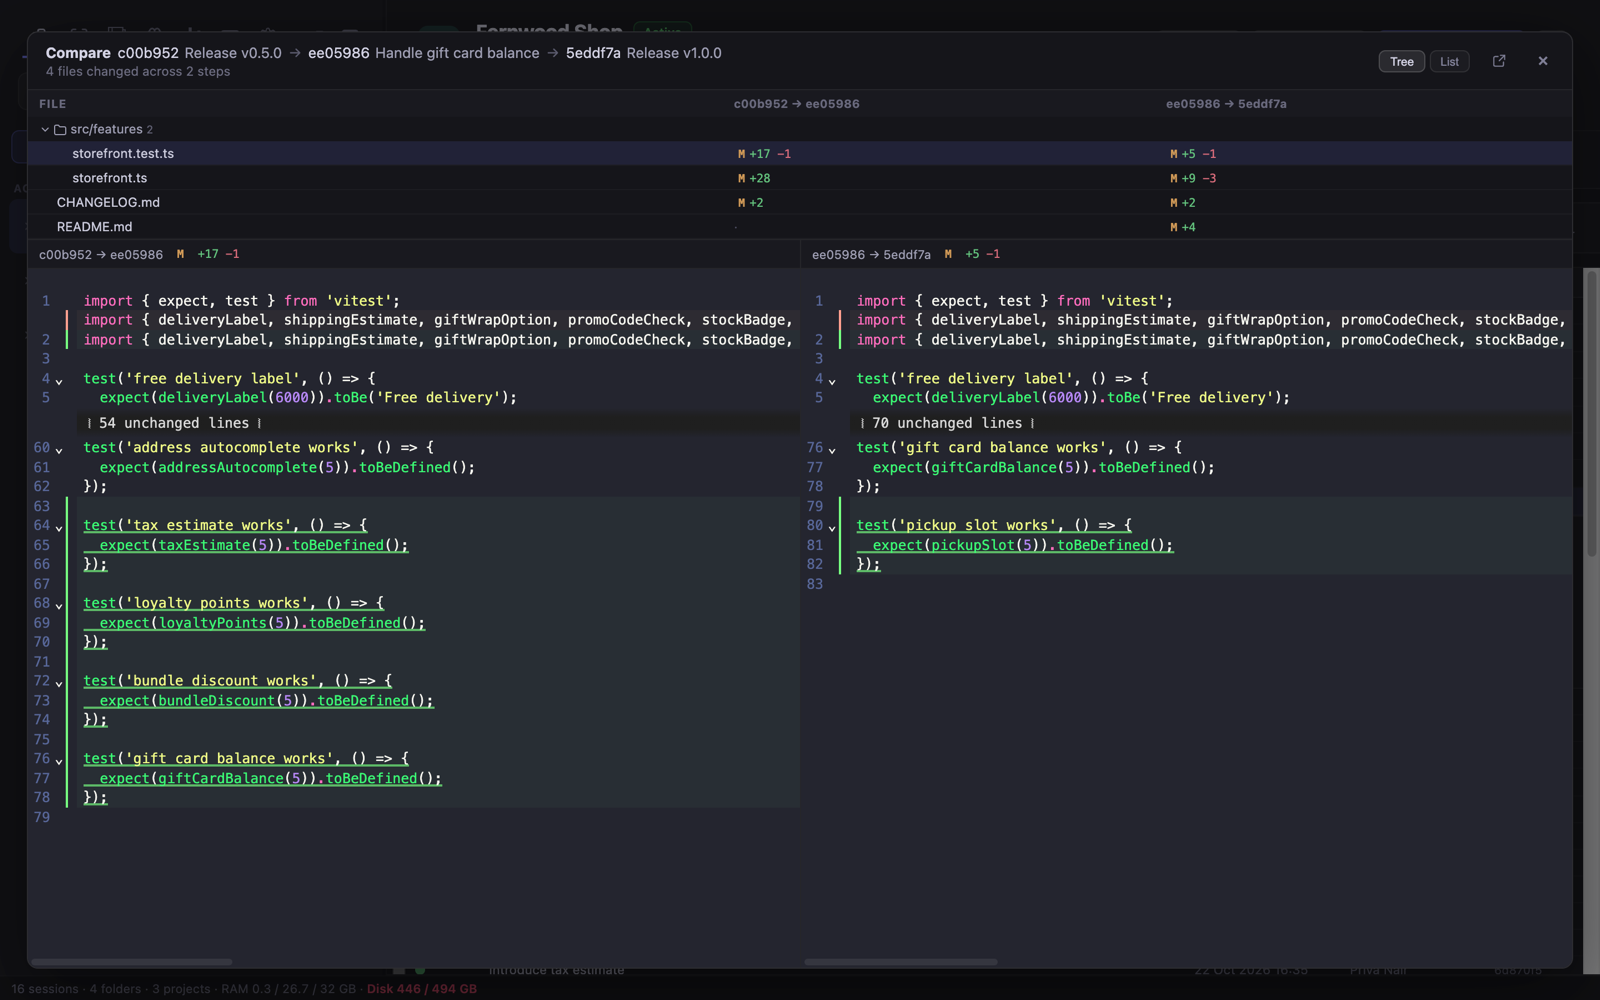 Compare c00b952 Release v0.5.0 → ee05986 Handle gift card balance → 5eddf7a Release v1.0.0
4 files changed across 2 steps
Tree List
FILE c00b952 → ee05986 ee05986 → 5eddf7a
src/features 2
storefront.test.ts M +17 −1 M +5 −1
storefront.ts M +28 M +9 −3
CHANGELOG.md M +2 M +2
README.md · M +4
c00b952 → ee05986 M +17 −1
1 import { expect, test } from 'vitest';
import { deliveryLabel, shippingEstimate, giftWrapOption, promoCodeCheck, stockBadge,
2 import { deliveryLabel, shippingEstimate, giftWrapOption, promoCodeCheck, stockBadge,
3
4 test('free delivery label', () => {
5 expect(deliveryLabel(6000)).toBe('Free delivery');
54 unchanged lines
60 test('address autocomplete works', () => {
61 expect(addressAutocomplete(5)).toBeDefined();
62 });
63
64 test('tax estimate works', () => {
65 expect(taxEstimate(5)).toBeDefined();
66 });
67
68 test('loyalty points works', () => {
69 expect(loyaltyPoints(5)).toBeDefined();
70 });
71
72 test('bundle discount works', () => {
73 expect(bundleDiscount(5)).toBeDefined();
74 });
75
76 test('gift card balance works', () => {
77 expect(giftCardBalance(5)).toBeDefined();
78 });
79
ee05986 → 5eddf7a M +5 −1
1 import { expect, test } from 'vitest';
import { deliveryLabel, shippingEstimate, giftWrapOption, promoCodeCheck, stockBadge,
2 import { deliveryLabel, shippingEstimate, giftWrapOption, promoCodeCheck, stockBadge,
3
4 test('free delivery label', () => {
5 expect(deliveryLabel(6000)).toBe('Free delivery');
70 unchanged lines
76 test('gift card balance works', () => {
77 expect(giftCardBalance(5)).toBeDefined();
78 });
79
80 test('pickup slot works', () => {
81 expect(pickupSlot(5)).toBeDefined();
82 });
83
Introduce tax estimate 22 Oct 2026 16:35 Priya Nair
16 sessions · 4 folders · 3 projects · RAM 0.3 / 26.7 / 32 GB · Disk 446 / 494 GB